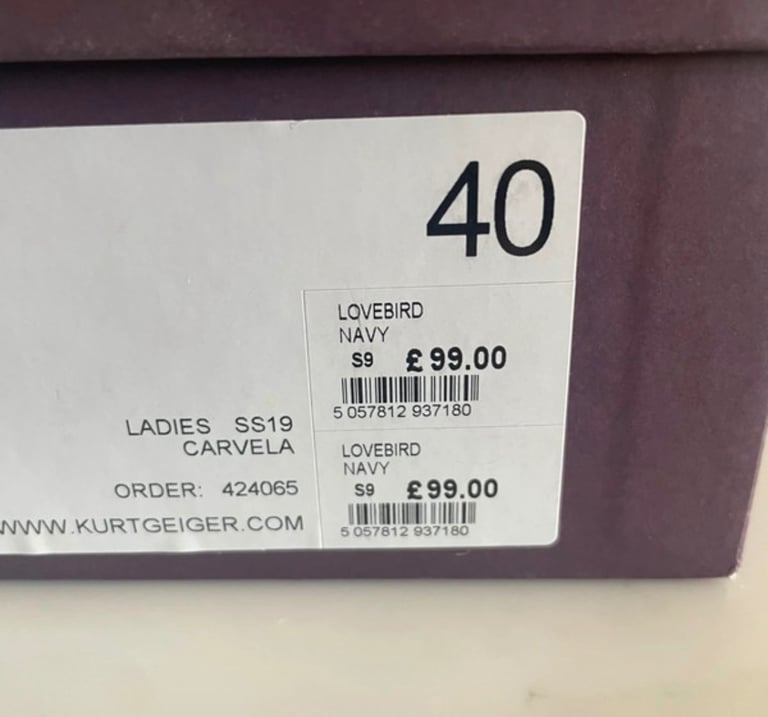 40
LOVEBIRD
NAVY
S9 £99.00
5 057812 937180
LADIES SS19
CARVELA
ORDER: 424065
WWW.KURTGEIGER.COM
LOVEBIRD
NAVY
S9 £99.00
5 057812 937180